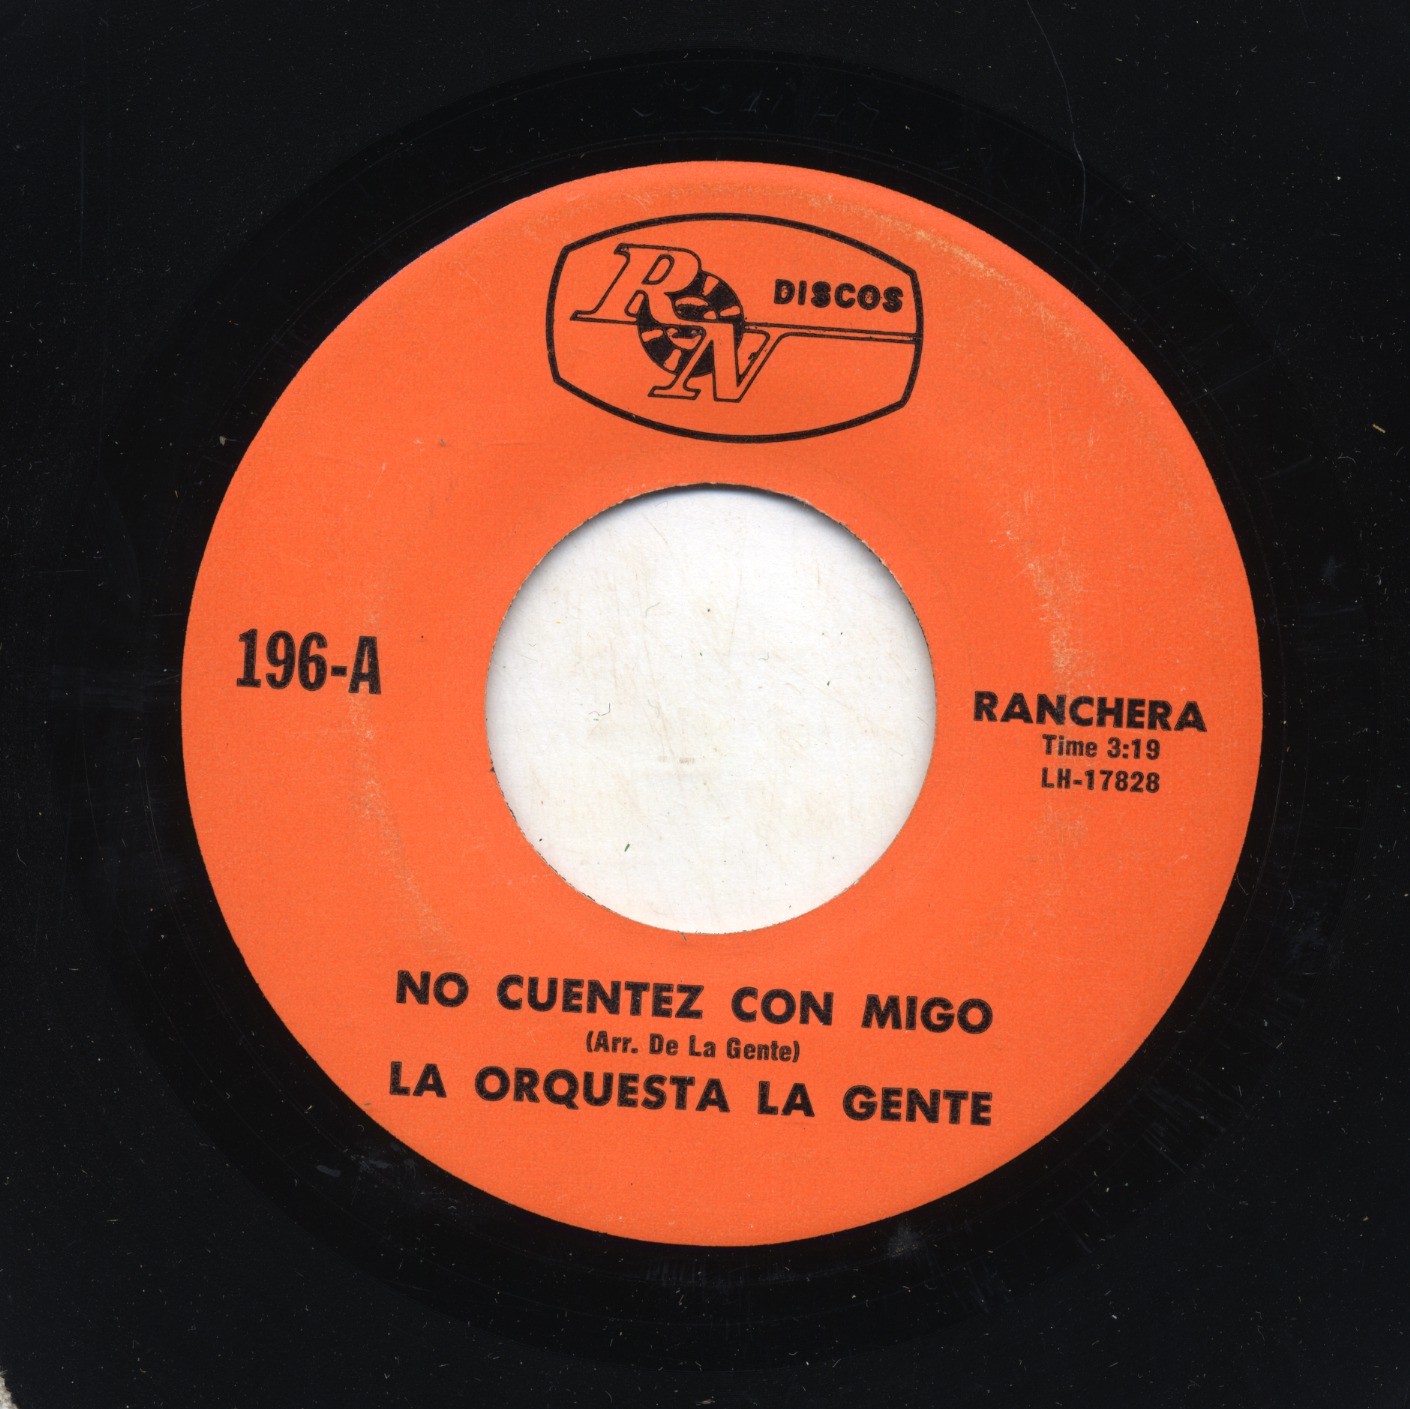 RN DISCOS
196-A
RANCHERA
Time 3:19
LH-17828
NO CUENTEZ CON MIGO
(Arr. De La Gente)
LA ORQUESTA LA GENTE